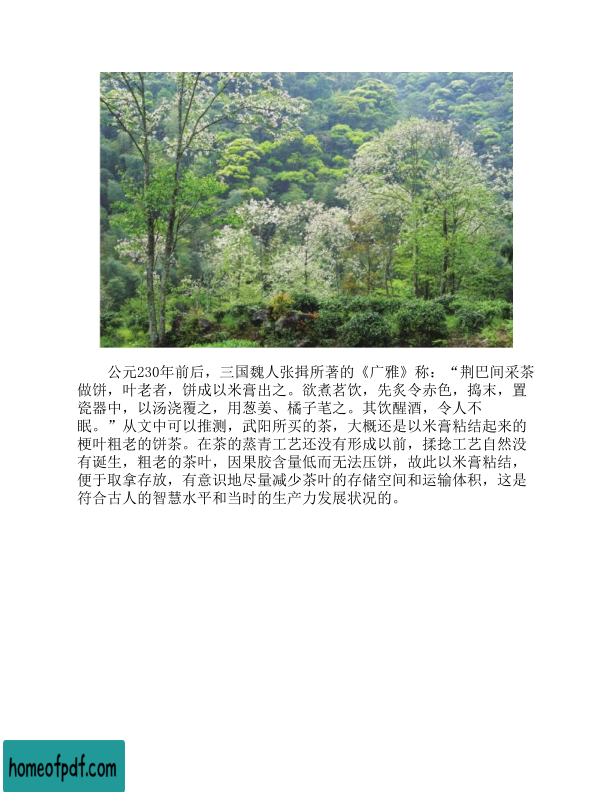 公元230年前后，三国魏人张揖所著的《广雅》称：“荆巴间采茶
做饼，叶老者，饼成以米膏出之。欲煮茗饮，先炙令赤色，捣末，置
瓷器中，以汤浇覆之，用葱姜、橘子芼之。其饮醒酒，令人不
眠。”从文中可以推测，武阳所买的茶，大概还是以米膏粘结起来的
梗叶粗老的饼茶。在茶的蒸青工艺还没有形成以前，揉捻工艺自然没
有诞生，粗老的茶叶，因果胶含量低而无法压饼，故此以米膏粘结，
便于取拿存放，有意识地尽量减少茶叶的存储空间和运输体积，这是
符合古人的智慧水平和当时的生产力发展状况的。
homeofpdf.com